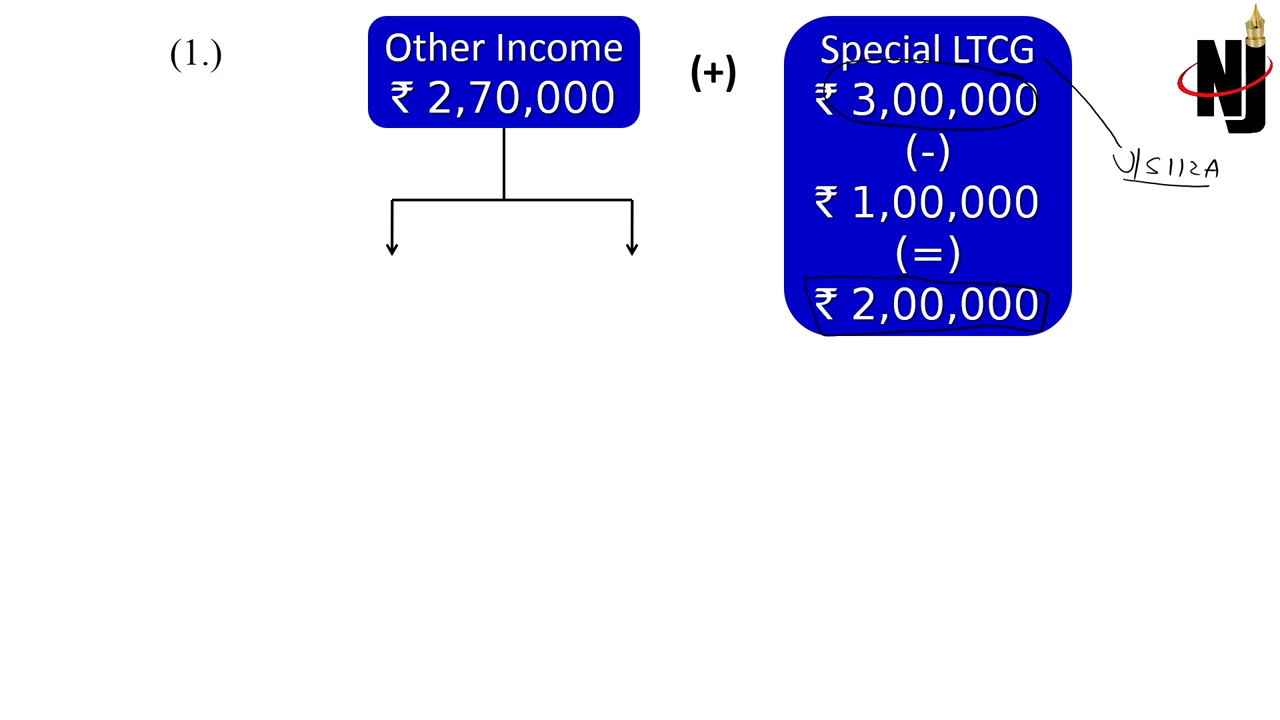 (1.)
Other Income
₹ 2,70,000
(+)
Special LTCG
₹ 3,00,000
(-)
₹ 1,00,000
(=)
₹ 2,00,000
U/S 112A
NJ